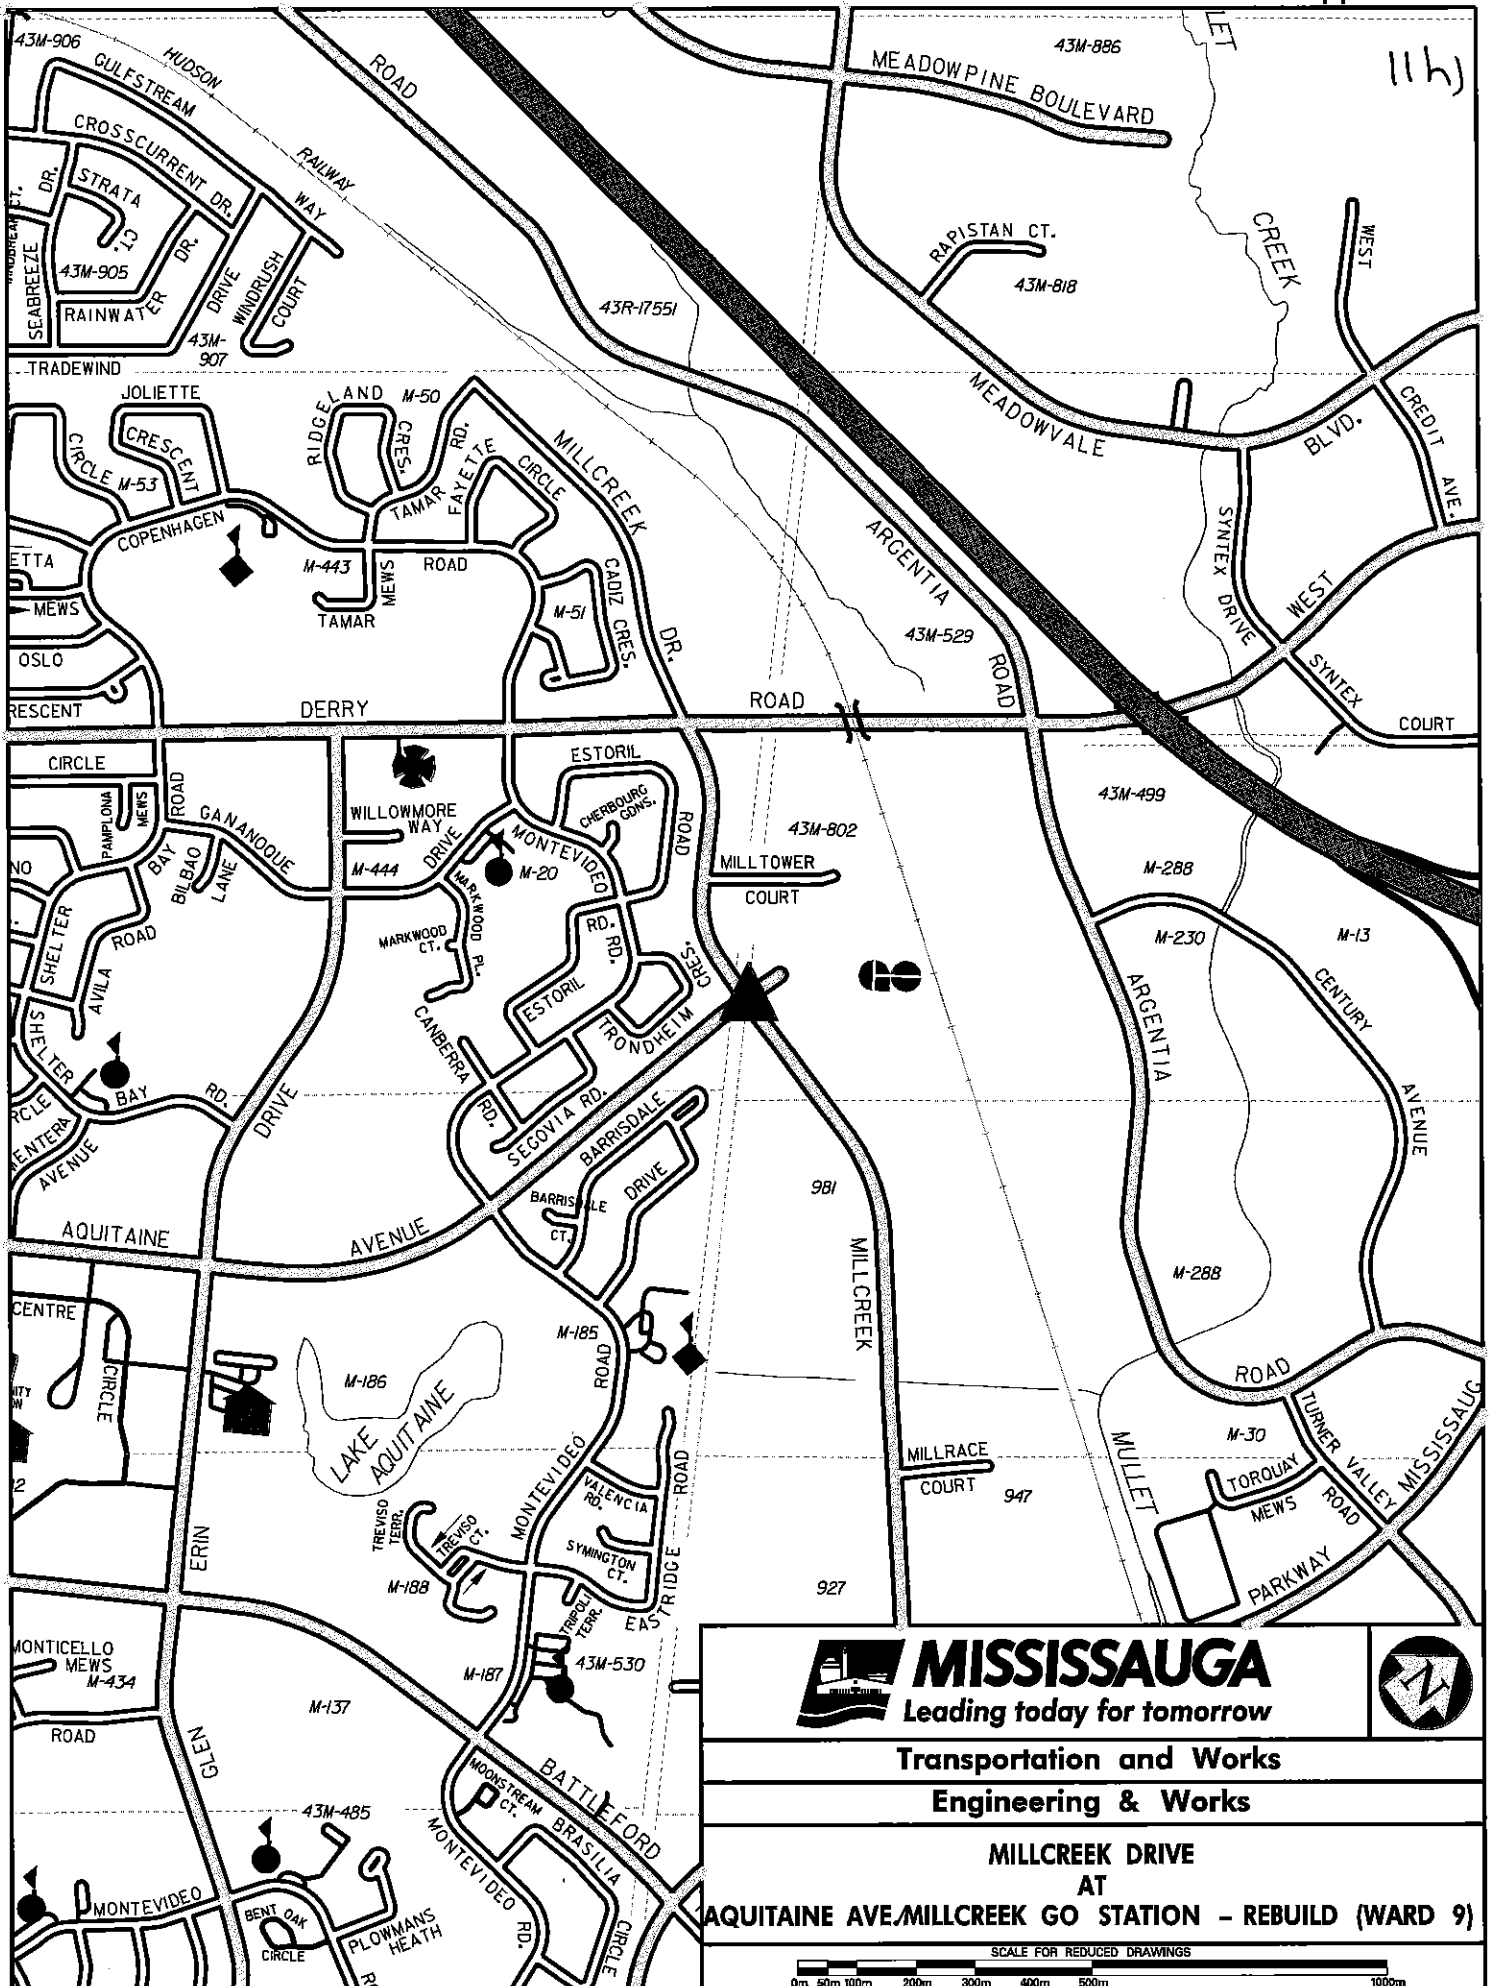 43M-906
HUDSON
GULFSTREAM
ROAD
43M-886
LET
11h)
MEADOWPINE BOULEVARD
CROSSCURRENT DR.
RAILWAY
WAY
DR.
STRATA
CT.
CT.
43M-905
DR.
SEABREEZE
RAINWATER
DRIVE
WINDRUSH
COURT
43M-
907
TRADEWIND
RAPISTAN CT.
CREEK
WEST
43M-818
43R-17551
JOLIETTE
CRESCENT
RIDGELAND
CRES.
M-50
RD.
MEADOWVALE
BLVD.
CREDIT
AVE.
CIRCLE
M-53
TAMAR
FAYETTE
CIRCLE
MILLCREEK
DR.
COPENHAGEN
ROAD
ARGENTIA
ROAD
SYNTEX DRIVE
WEST
ETTA
M-443
MEWS
CADIZ CRES.
MEWS
TAMAR
M-51
43M-529
OSLO
SYNTEX
COURT
RESCENT
DERRY
ROAD
CIRCLE
ESTORIL
ROAD
PAMPLONA
MEWS
ROAD
GANANOQUE
WILLOWMORE
WAY
CHERBOURG
GDNS.
43M-499
43M-802
NO
BAY
BILBAO
LANE
M-444
DRIVE
MONTEVIDEO
M-20
MILLTOWER
COURT
M-288
SHELTER
ROAD
MARKWOOD
CT.
MARKWOOD PL.
RD.
RD.
CRES.
M-230
M-13
AVILA
ESTORIL
TRONDHEIM
GO
ARGENTIA
CENTURY
AVENUE
SHELTER
BAY
RD.
DRIVE
CANBERRA
RD.
SEGOVIA RD.
BARRISDALE
DRIVE
RCLE
AVENUE
BARRISDALE
CT.
981
AQUITAINE
AVENUE
MILLCREEK
M-288
CENTRE
CIRCLE
M-185
ROAD
ROAD
M-186
LAKE
AQUITAINE
TURNER VALLEY
ROAD
MISSISSAUG
M-30
MULLET
MILLRACE
COURT
947
TORQUAY
MEWS
MONTEVIDEO
VALENCIA
RD.
ROAD
TREVISO
TERR.
TREVISO
CT.
SYMINGTON
CT.
ERIN
M-188
927
PARKWAY
TRIPOLI
TERR.
EASTRIDGE
MONTICELLO
MEWS
M-434
M-187
43M-530
M-137
ROAD
GLEN
BATTLEFORD
MOONSTREAM
CT.
BRASILIA
CIRCLE
43M-485
MONTEVIDEO
RD.
MONTEVIDEO
BENT OAK
CIRCLE
PLOWMANS
HEATH
MISSISSAUGA
Leading today for tomorrow
N
Transportation and Works
Engineering & Works
MILLCREEK DRIVE
AT
AQUITAINE AVE./MILLCREEK GO STATION - REBUILD (WARD 9)
SCALE FOR REDUCED DRAWINGS
0m 50m 100m 200m 300m 400m 500m 1000m